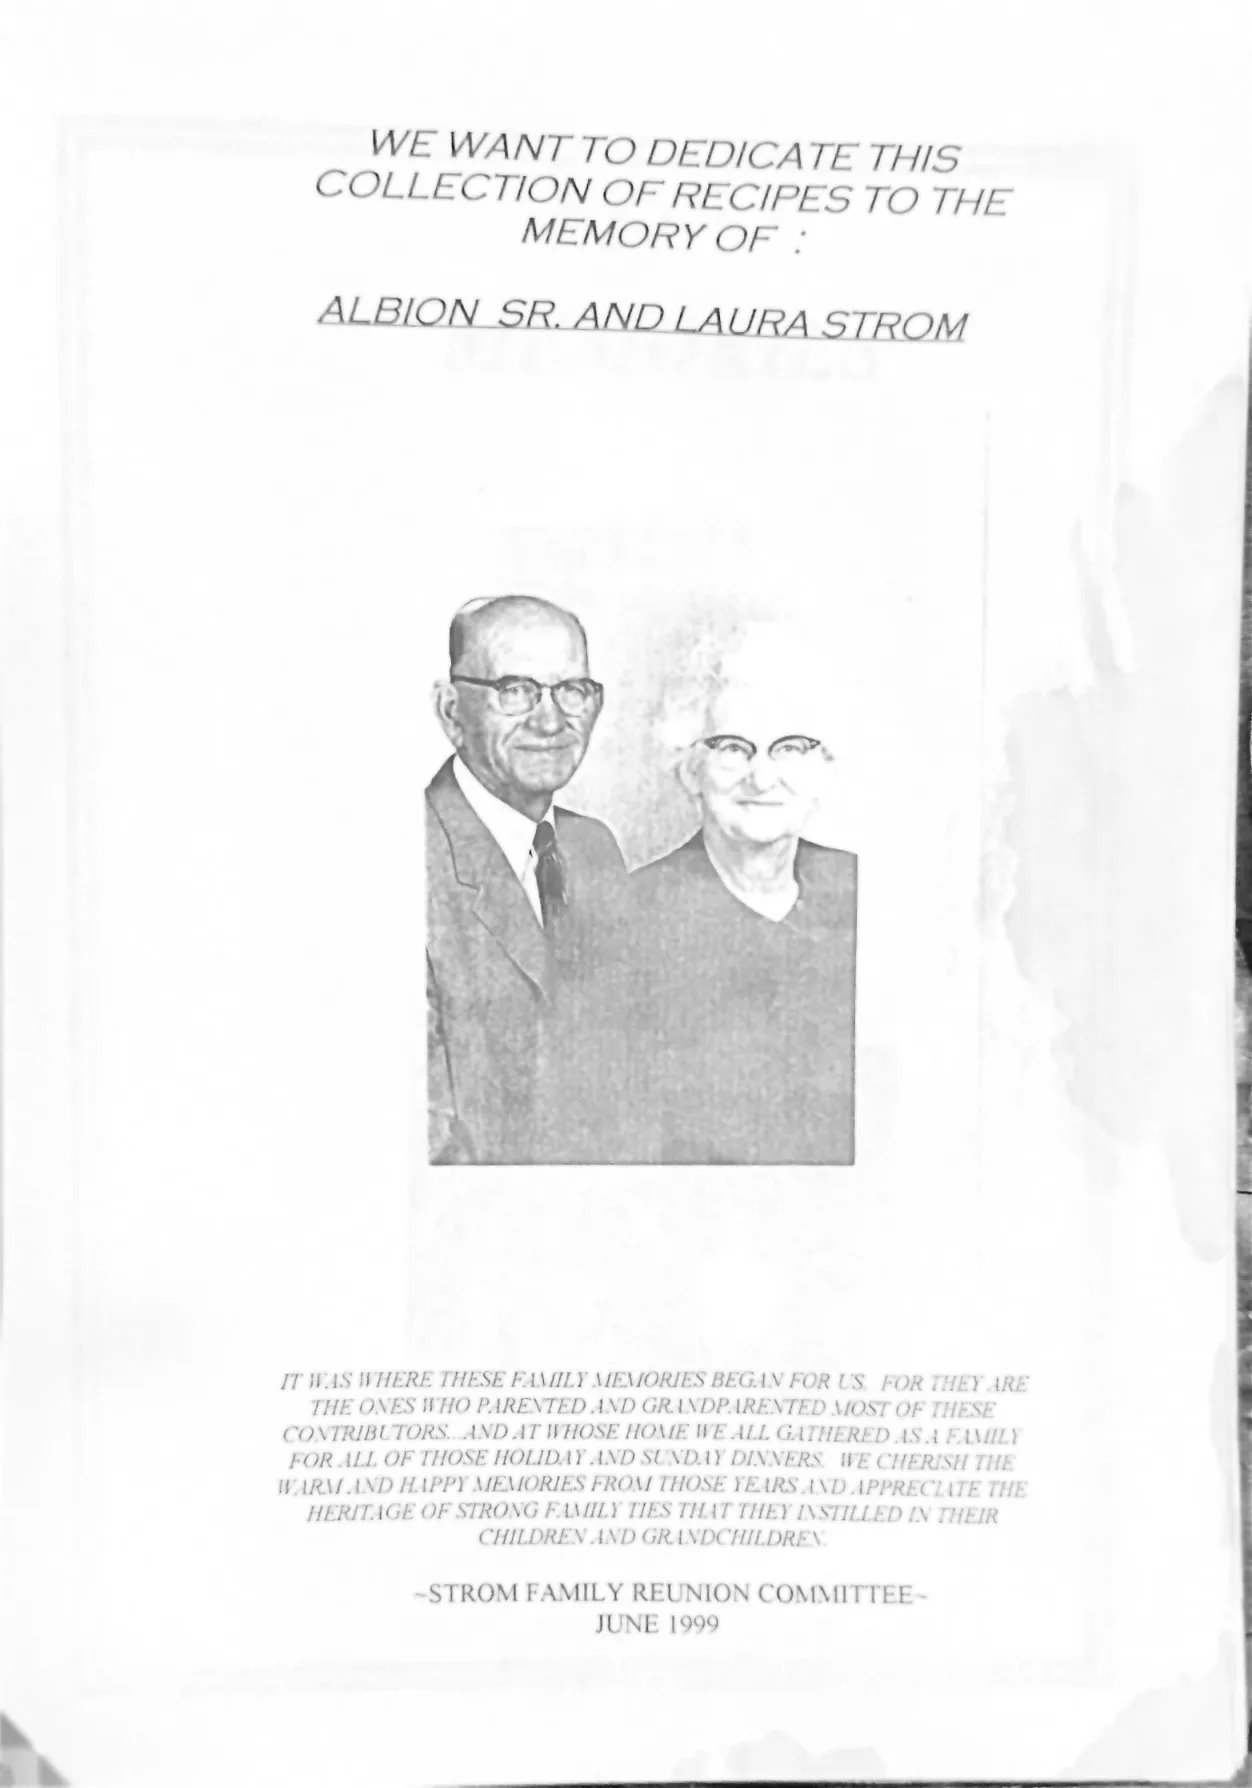 WE WANT TO DEDICATE THIS
COLLECTION OF RECIPES TO THE
MEMORY OF :
ALBION SR. AND LAURA STROM
IT WAS WHERE THESE FAMILY MEMORIES BEGAN FOR US. FOR THEY ARE
THE ONES WHO PARENTED AND GRANDPARENTED MOST OF THESE
CONTRIBUTORS...AND AT WHOSE HOME WE ALL GATHERED AS A FAMILY
FOR ALL OF THOSE HOLIDAY AND SUNDAY DINNERS. WE CHERISH THE
WARM AND HAPPY MEMORIES FROM THOSE YEARS AND APPRECIATE THE
HERITAGE OF STRONG FAMILY TIES THAT THEY INSTILLED IN THEIR
CHILDREN AND GRANDCHILDREN.
~STROM FAMILY REUNION COMMITTEE~
JUNE 1999